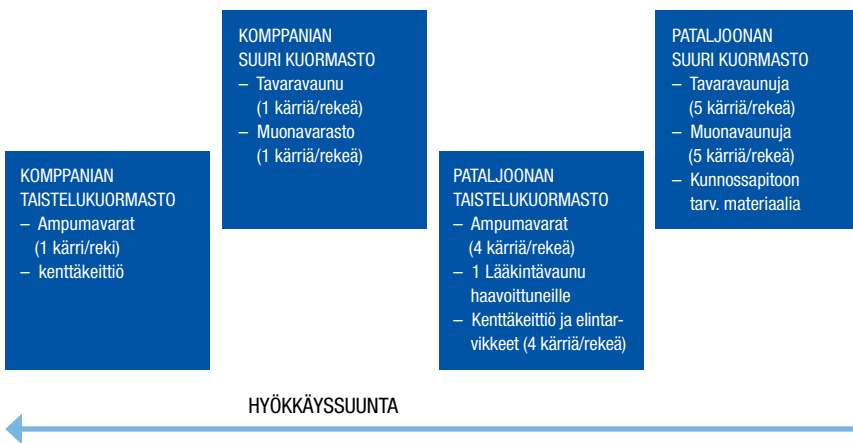 KOMPPANIAN
TAISTELUKUORMASTO
– Ampumavarat
(1 kärri/reki)
– kenttäkeittiö
KOMPPANIAN
SUURI KUORMASTO
– Tavaravaunu
(1 kärriä/rekeä)
– Muonavarasto
(1 kärriä/rekeä)
PATALJOONAN
TAISTELUKUORMASTO
– Ampumavarat
(4 kärriä/rekeä)
– 1 Lääkintävaunu
haavoittuneille
– Kenttäkeittiö ja elintar-
vikkeet (4 kärriä/rekeä)
PATALJOONAN
SUURI KUORMASTO
– Tavaravaunuja
(5 kärriä/rekeä)
– Muonavaunuja
(5 kärriä/rekeä)
– Kunnossapitoon
tarv. materiaalia
HYÖKKÄYSSUUNTA